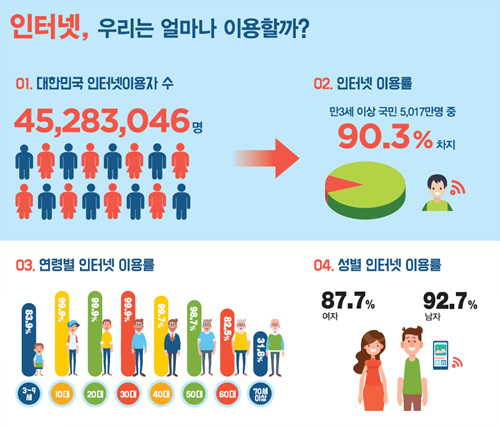 인터넷, 우리는 얼마나 이용할까?
01. 대한민국 인터넷이용자 수
45,283,046명
02. 인터넷 이용률
만3세 이상 국민 5,017만명 중
90.3% 차지
03. 연령별 인터넷 이용률
83.9%
99.9%
99.9%
99.9%
99.7%
98.7%
82.5%
31.8%
3~9세
10대
20대
30대
40대
50대
60대
70세이상
04. 성별 인터넷 이용률
87.7%
여자
92.7%
남자